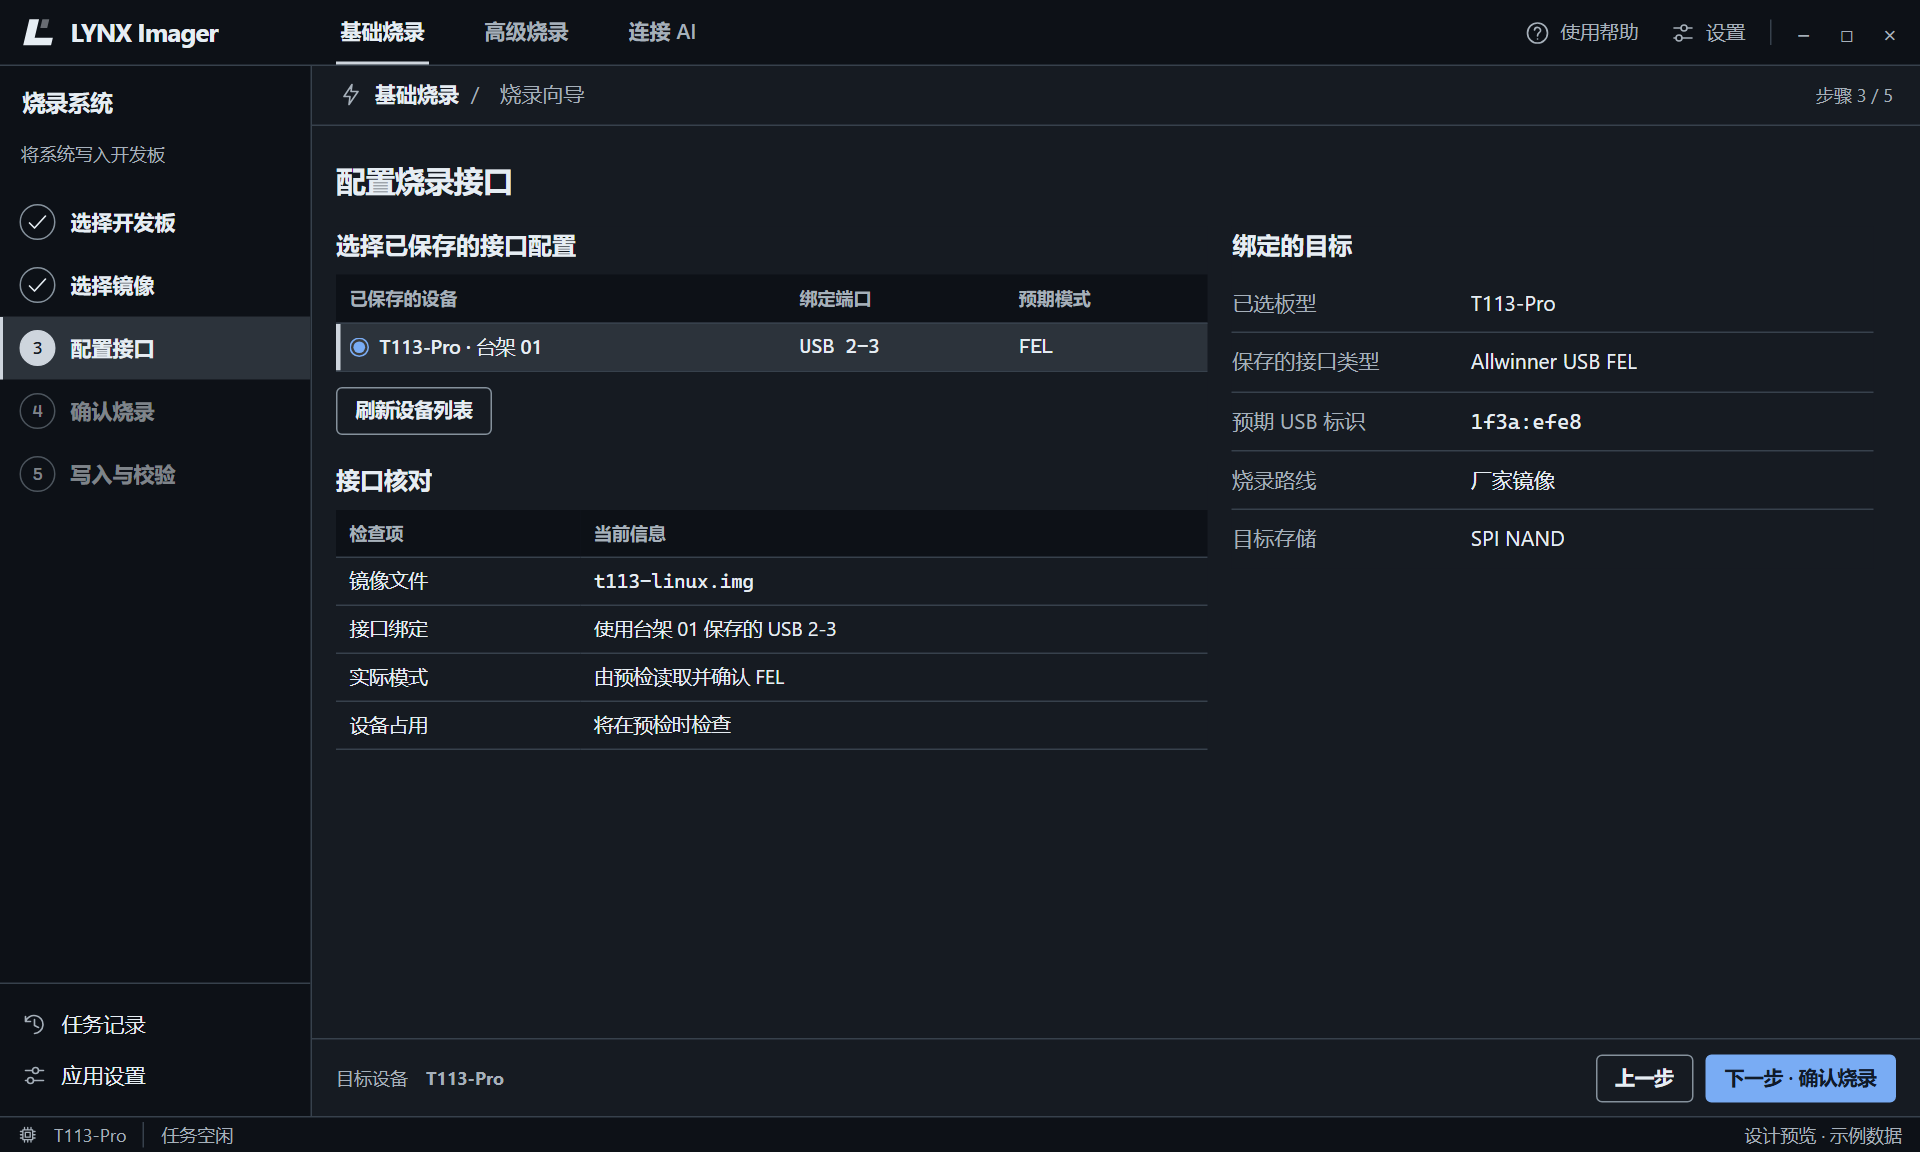 LYNX Imager
基础烧录
高级烧录
连接 AI
使用帮助
设置
烧录系统
将系统写入开发板
选择开发板
选择镜像
3 配置接口
4 确认烧录
5 写入与校验
任务记录
应用设置
基础烧录 / 烧录向导
步骤 3 / 5
配置烧录接口
选择已保存的接口配置
已保存的设备 绑定端口 预期模式
T113-Pro · 台架 01 USB 2-3 FEL
刷新设备列表
接口核对
检查项 当前信息
镜像文件 t113-linux.img
接口绑定 使用台架 01 保存的 USB 2-3
实际模式 由预检读取并确认 FEL
设备占用 将在预检时检查
绑定的目标
已选板型 T113-Pro
保存的接口类型 Allwinner USB FEL
预期 USB 标识 1f3a:efe8
烧录路线 厂家镜像
目标存储 SPI NAND
目标设备 T113-Pro
上一步
下一步 · 确认烧录
T113-Pro
任务空闲
设计预览 · 示例数据